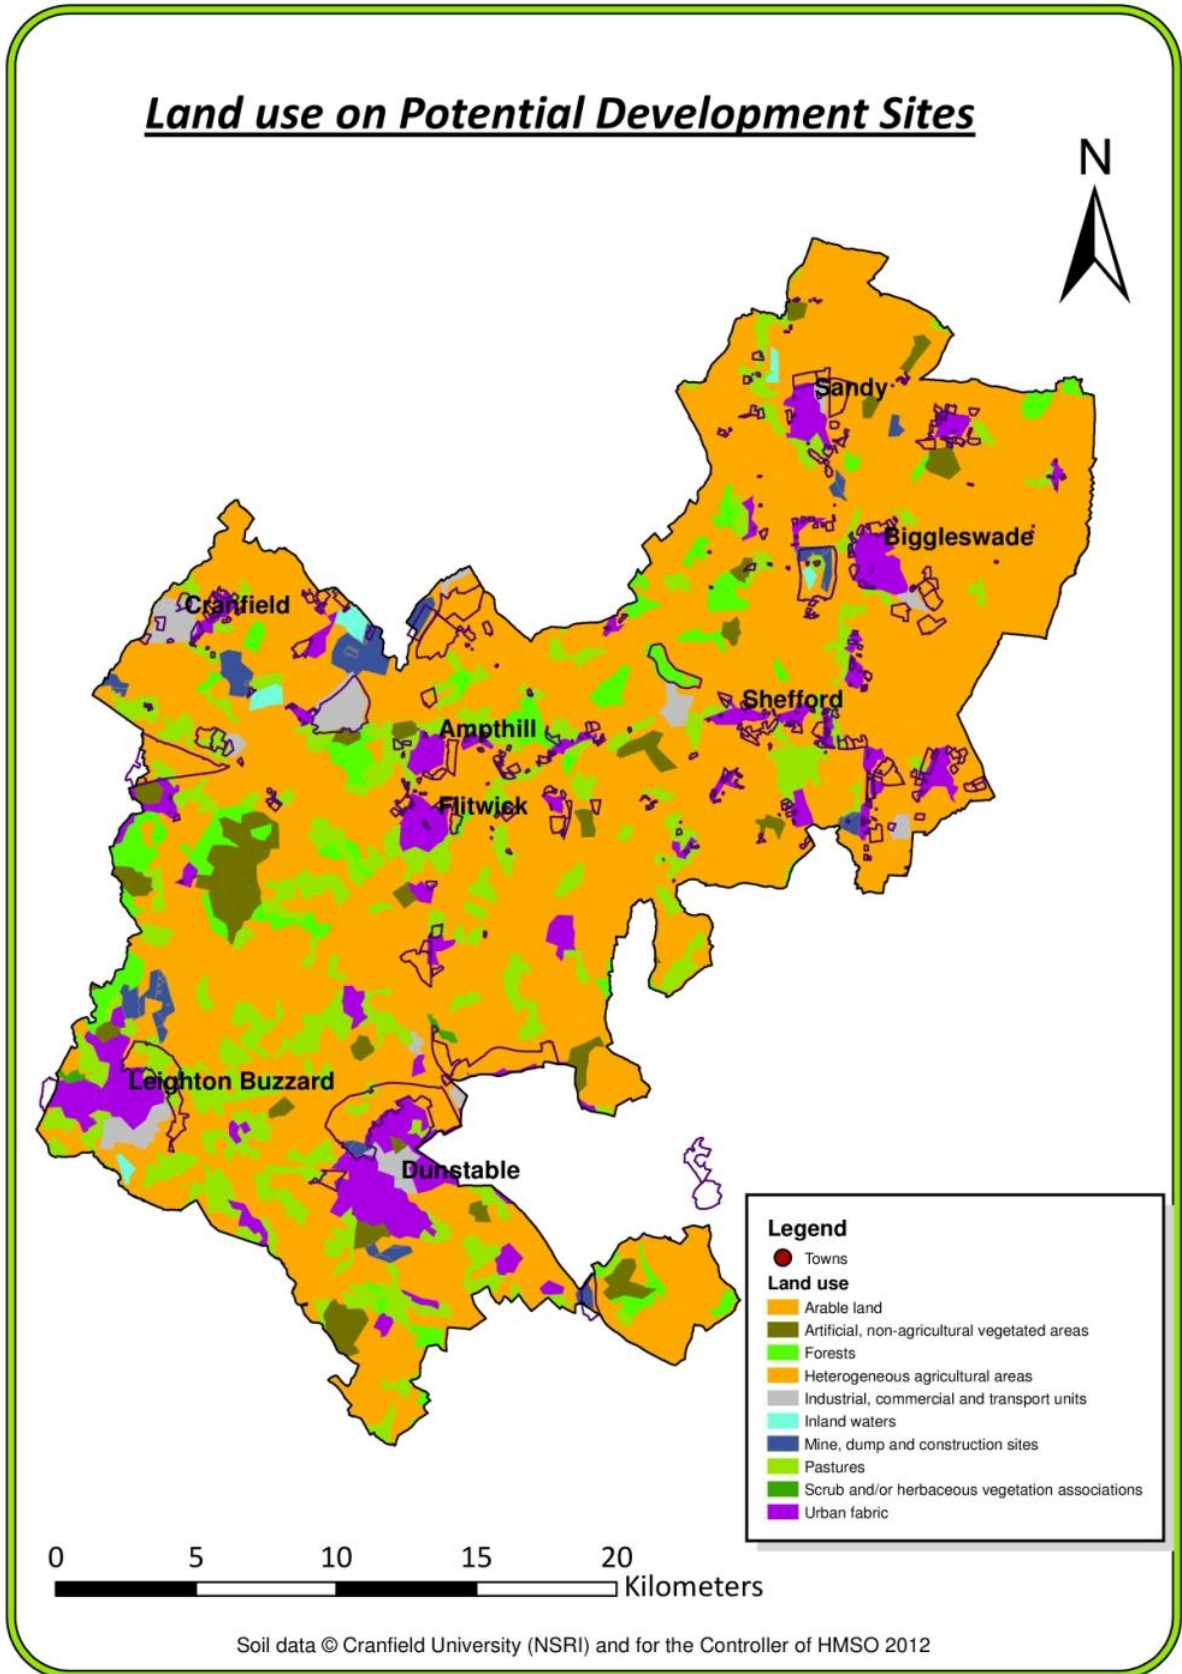 Land use on Potential Development Sites
N
Sandy
Biggleswade
Cranfield
Shefford
Ampthill
Flitwick
Leighton Buzzard
Dunstable
Legend
Towns
Land use
Arable land
Artificial, non-agricultural vegetated areas
Forests
Heterogeneous agricultural areas
Industrial, commercial and transport units
Inland waters
Mine, dump and construction sites
Pastures
Scrub and/or herbaceous vegetation associations
Urban fabric
0 5 10 15 20
Kilometers
Soil data © Cranfield University (NSRI) and for the Controller of HMSO 2012